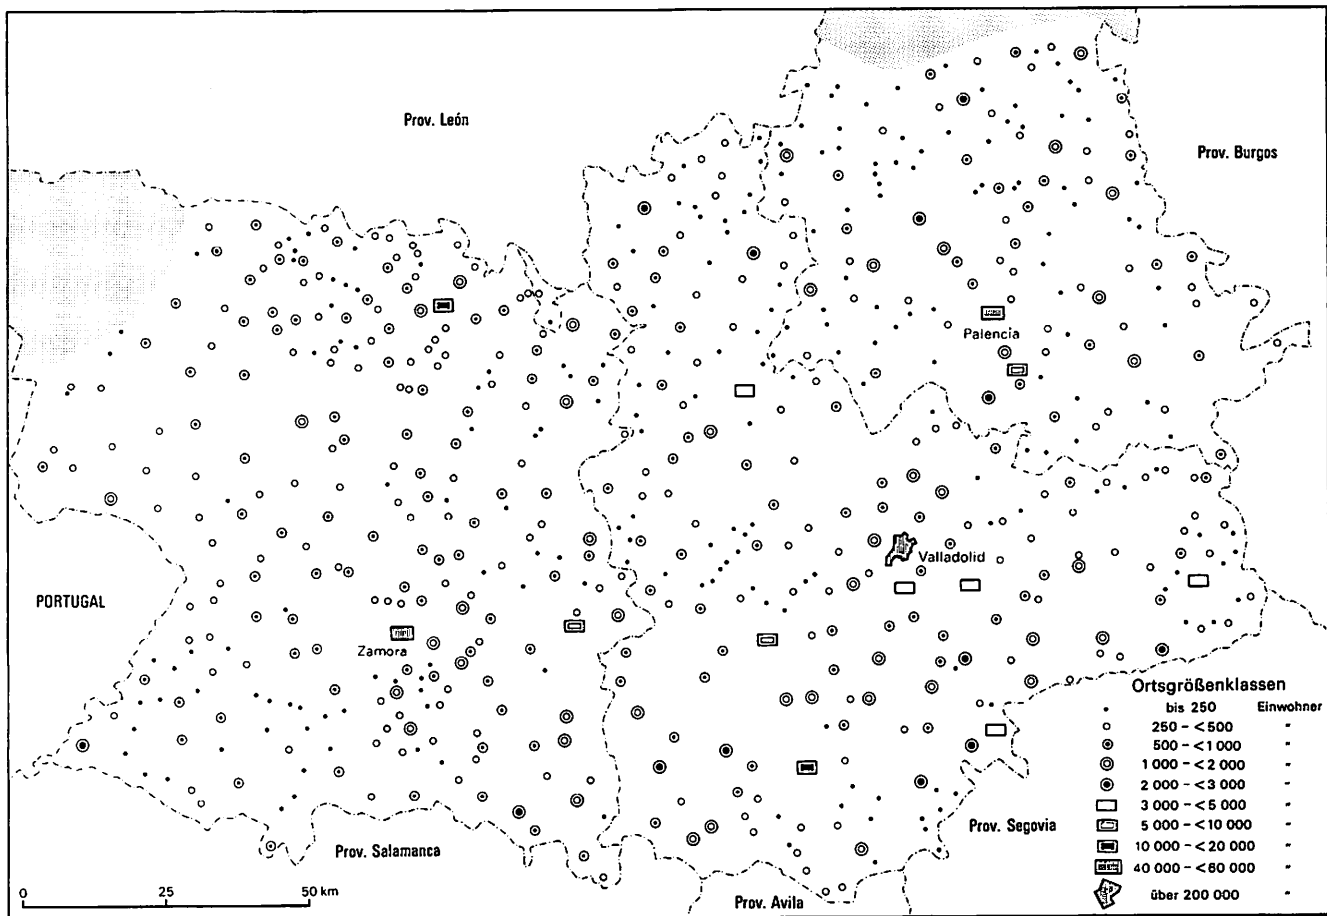 Prov. León
Prov. Burgos
Palencia
Valladolid
PORTUGAL
Zamora
Ortsgrößenklassen
bis 250 Einwohner
250 – <500 "
500 – <1 000 "
1 000 – <2 000 "
2 000 – <3 000 "
3 000 – <5 000 "
5 000 – <10 000 "
10 000 – <20 000 "
40 000 – <60 000 "
über 200 000 "
Prov. Segovia
Prov. Salamanca
Prov. Avila
0 25 50 km